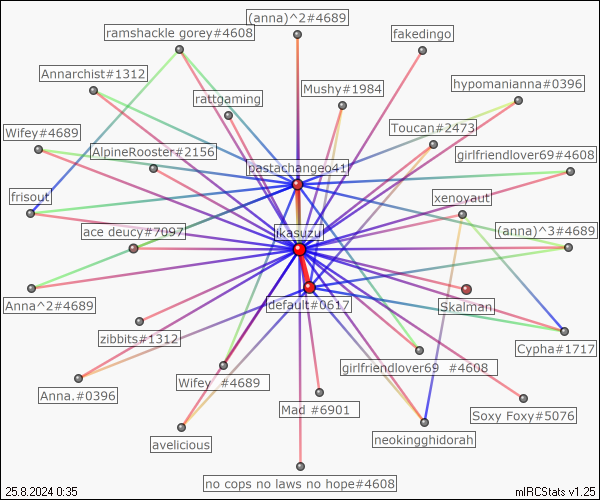 (anna)^2#4689
ramshackle gorey#4608
fakedingo
Annarchist#1312
hypomanianna#0396
Mushy#1984
rattgaming
Toucan#2473
Wifey#4689
AlpineRooster#2156
girlfriendlover69#4608
pastachangeo41
frisout
xenoyaut
ace deucy#7097
ikasuzu
(anna)^3#4689
Anna^2#4689
default#0617
Skalman
zibbits#1312
Cypha#1717
girlfriendlover69 #4608
Wifey #4689
Anna.#0396
Mad #6901
Soxy Foxy#5076
avelicious
neokingghidorah
no cops no laws no hope#4608
25.8.2024 0:35
mIRCStats v1.25